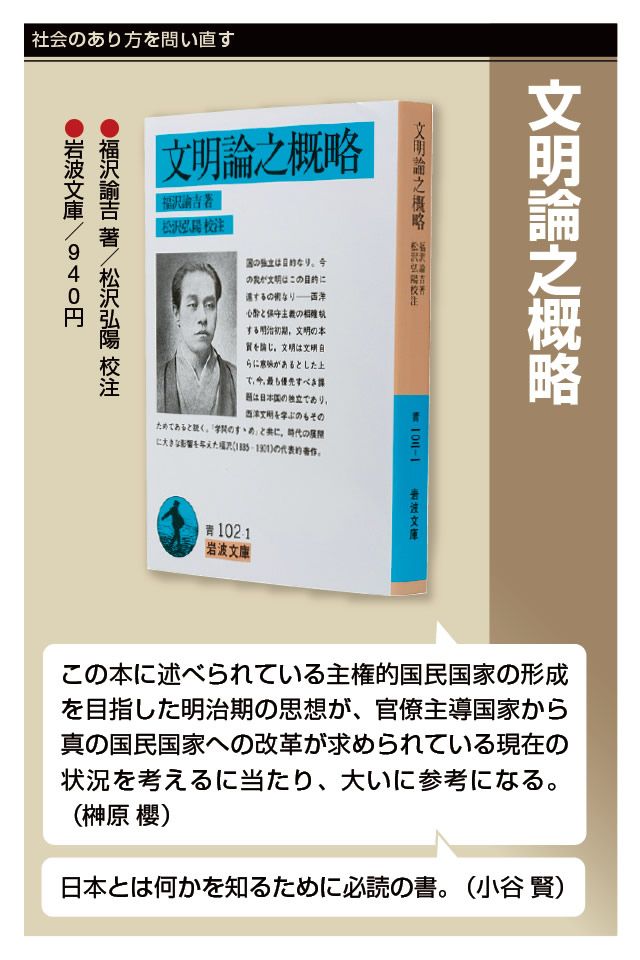 社会のあり方を問い直す
文明論之概略
●福沢諭吉 著／松沢弘陽 校注
●岩波文庫／940円
文明論之概略
福沢諭吉著
松沢弘陽校注
国の独立は目的なり、今
の我が文明はこの目的に
達するの術なり――西洋
心酔と保守主義の相確執
する明治初期、文明の本
質を論じ、文明は文明自
らに意味があるとした上
で、今、最も優先すべき課
題は日本国の独立であり、
西洋文明を学ぶのもその
ためであると説く。『学問のすゝめ』と共に、時代の展開
に大きな影響を与えた福沢(1835-1901)の代表的著作。
青 102-1
岩波文庫
文明論之概略
福沢諭吉著
松沢弘陽校注
青 一〇二-一
岩波文庫
この本に述べられている主権的国民国家の形成
を目指した明治期の思想が、官僚主導国家から
真の国民国家への改革が求められている現在の
状況を考えるに当たり、大いに参考になる。
（榊原 櫻）
日本とは何かを知るために必読の書。（小谷 賢）